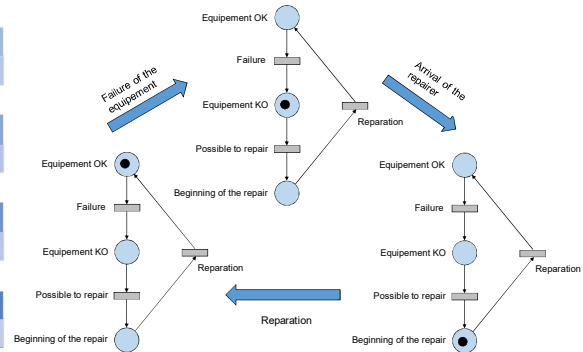 Equipement OK
Failure
Equipement KO
Possible to repair
Beginning of the repair
Reparation
Failure of the
equipement
Arrival of the
repairer
Equipement OK
Failure
Equipement KO
Reparation
Possible to repair
Beginning of the repair
Equipement OK
Failure
Equipement KO
Reparation
Possible to repair
Beginning of the repair
Reparation